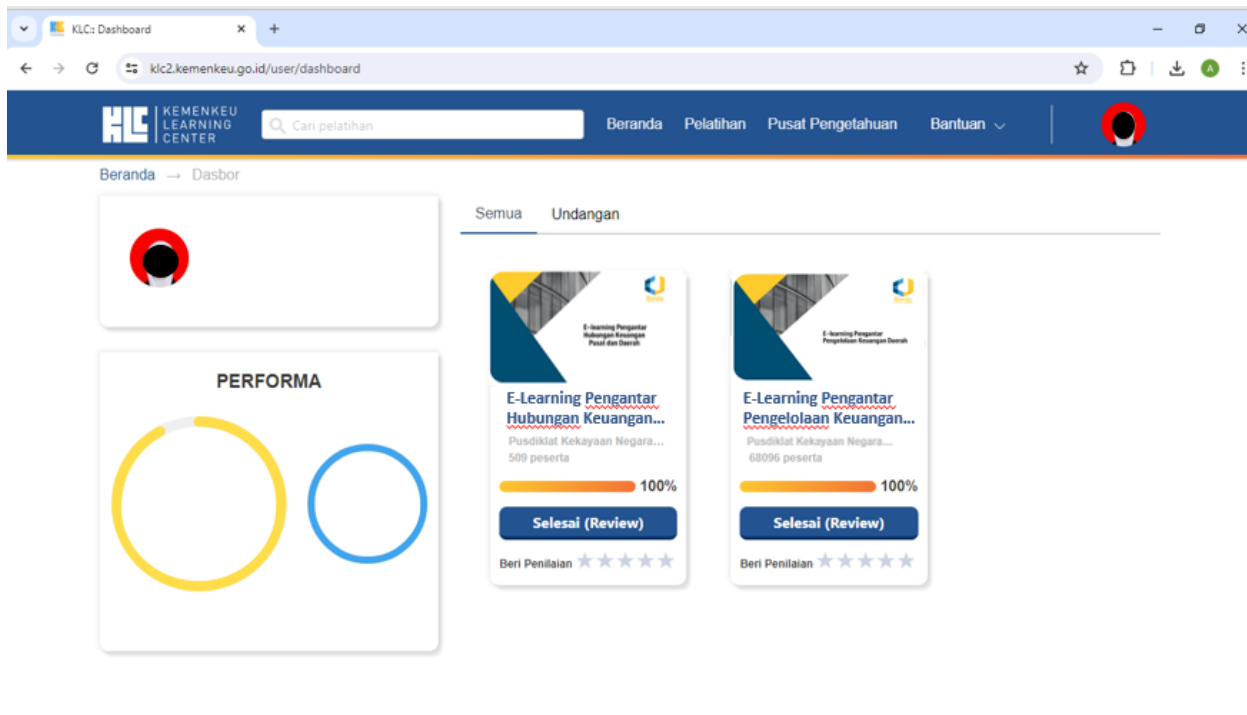 KLC:: Dashboard
klc2.kemenkeu.go.id/user/dashboard
A
KLC
KEMENKEU
LEARNING
CENTER
Cari pelatihan
Beranda
Pelatihan
Pusat Pengetahuan
Bantuan
Beranda → Dasbor
Semua
Undangan
PERFORMA
E-learning Pengantar
Hubungan Keuangan
Pusat dan Daerah
E-Learning Pengantar
Hubungan Keuangan...
Pusdiklat Kekayaan Negara...
509 peserta
100%
Selesai (Review)
Beri Penilaian
E-learning Pengantar
Pengelolaan Keuangan Daerah
E-Learning Pengantar
Pengelolaan Keuangan...
Pusdiklat Kekayaan Negara....
68096 peserta
100%
Selesai (Review)
Beri Penilaian